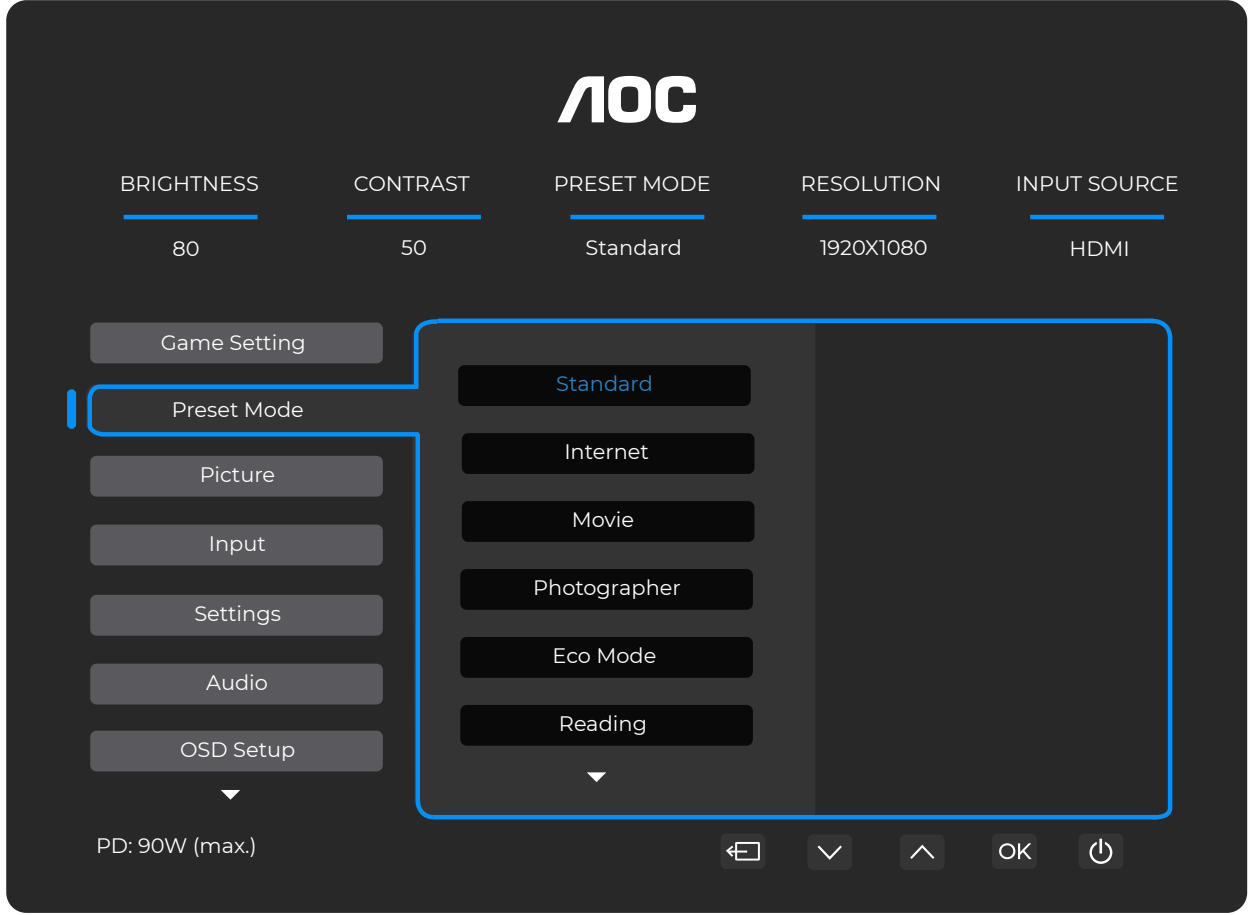 AOC
BRIGHTNESS CONTRAST PRESET MODE RESOLUTION INPUT SOURCE
80 50 Standard 1920X1080 HDMI
Game Setting
Preset Mode
Picture
Input
Settings
Audio
OSD Setup
Standard
Internet
Movie
Photographer
Eco Mode
Reading
PD: 90W (max.)
OK